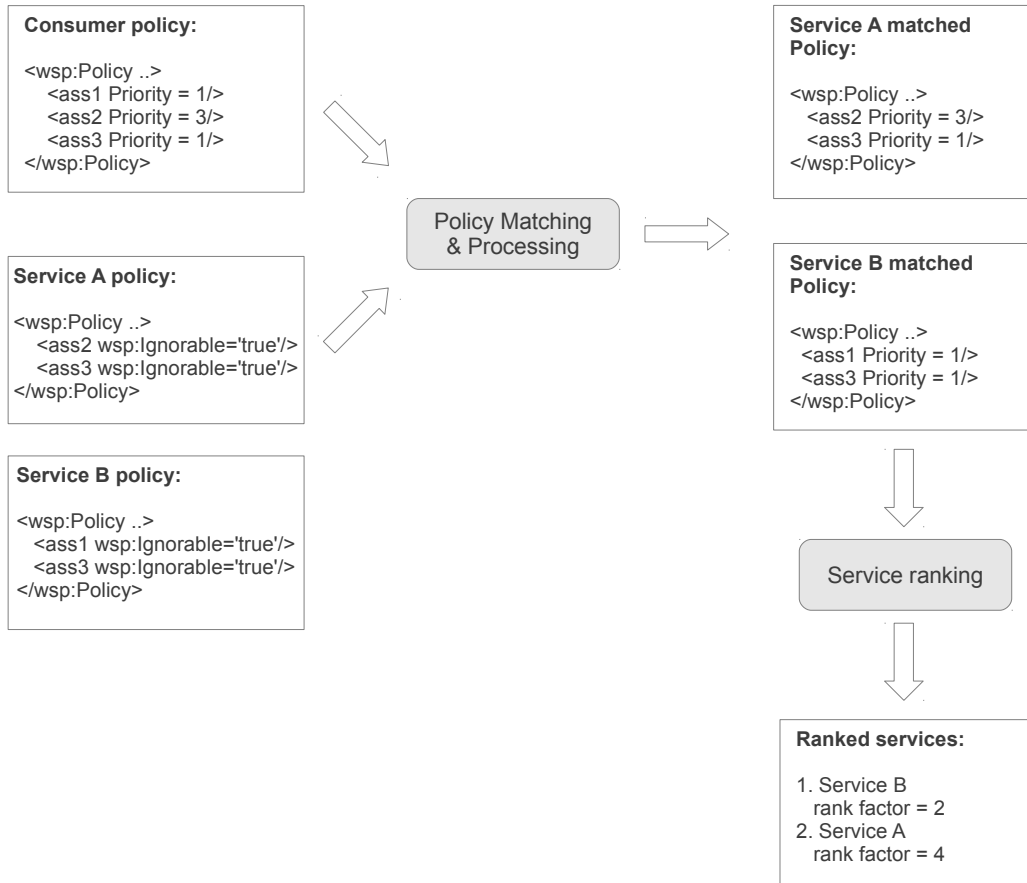 Consumer policy:
<wsp:Policy ..>
<ass1 Priority = 1/>
<ass2 Priority = 3/>
<ass3 Priority = 1/>
</wsp:Policy>
Service A policy:
<wsp:Policy ..>
<ass2 wsp:Ignorable='true'/>
<ass3 wsp:Ignorable='true'/>
</wsp:Policy>
Service B policy:
<wsp:Policy ..>
<ass1 wsp:Ignorable='true'/>
<ass3 wsp:Ignorable='true'/>
</wsp:Policy>
Policy Matching
& Processing
Service A matched
Policy:
<wsp:Policy ..>
<ass2 Priority = 3/>
<ass3 Priority = 1/>
</wsp:Policy>
Service B matched
Policy:
<wsp:Policy ..>
<ass1 Priority = 1/>
<ass3 Priority = 1/>
</wsp:Policy>
Service ranking
Ranked services:
1. Service B
rank factor = 2
2. Service A
rank factor = 4